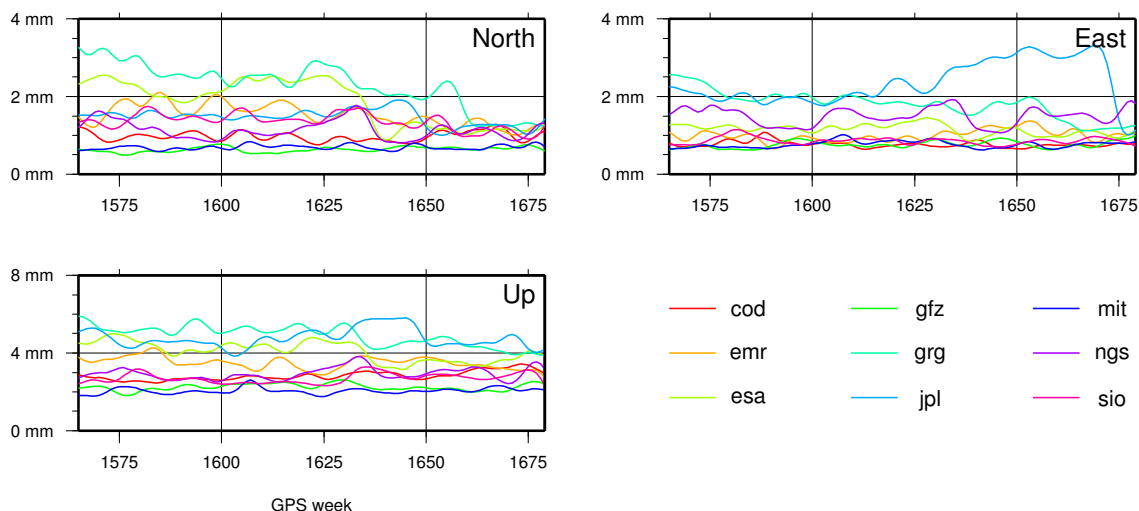 4 mm
North
2 mm
0 mm
1575 1600 1625 1650 1675
4 mm
East
2 mm
0 mm
1575 1600 1625 1650 1675
8 mm
Up
4 mm
0 mm
1575 1600 1625 1650 1675
GPS week
cod gfz mit
emr grg ngs
esa jpl sio